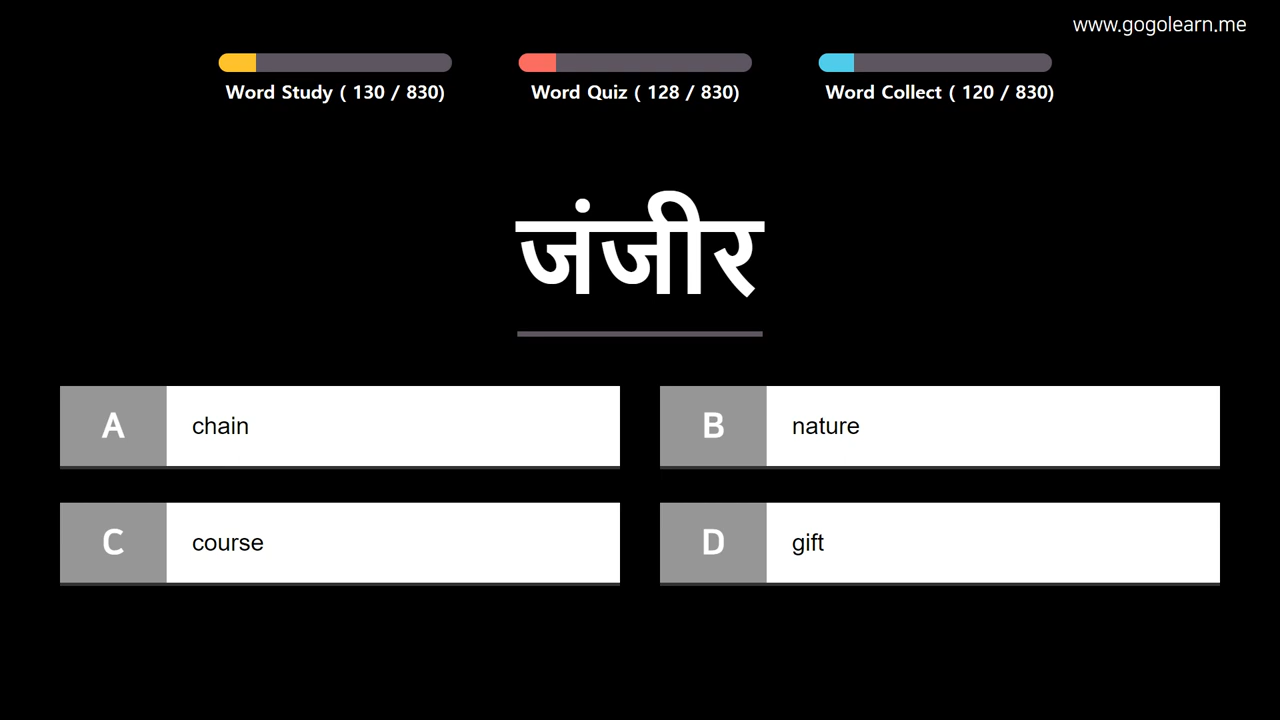 www.gogolearn.me
Word Study ( 130 / 830)
Word Quiz ( 128 / 830)
Word Collect ( 120 / 830)
जंजीर
A chain
B nature
C course
D gift